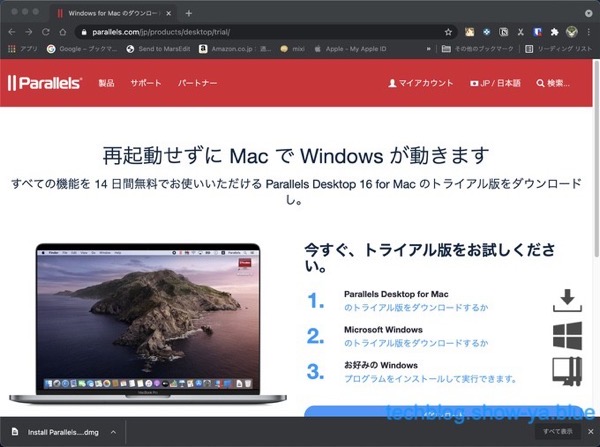 Windows for Mac のダウンロー
parallels.com/jp/products/desktop/trial/
アプリ Google – ブックマ... Send to MarsEdit Amazon.co.jp： 通... mixi Apple - My Apple ID » その他のブックマーク リーディング リスト
Parallels 製品 サポート パートナー マイアカウント JP / 日本語 検索...
再起動せずに Mac で Windows が動きます
すべての機能を 14 日間無料でお使いいただける Parallels Desktop 16 for Mac のトライアル版をダウンロード
し。
今すぐ、トライアル版をお試しくださ
い。
1. Parallels Desktop for Mac
のトライアル版をダウンロードするか
2. Microsoft Windows
のトライアル版をダウンロードするか
3. お好みの Windows
プログラムをインストールして実行できます。
techblog.show-ya.blue
Install Parallels....dmg すべて表示